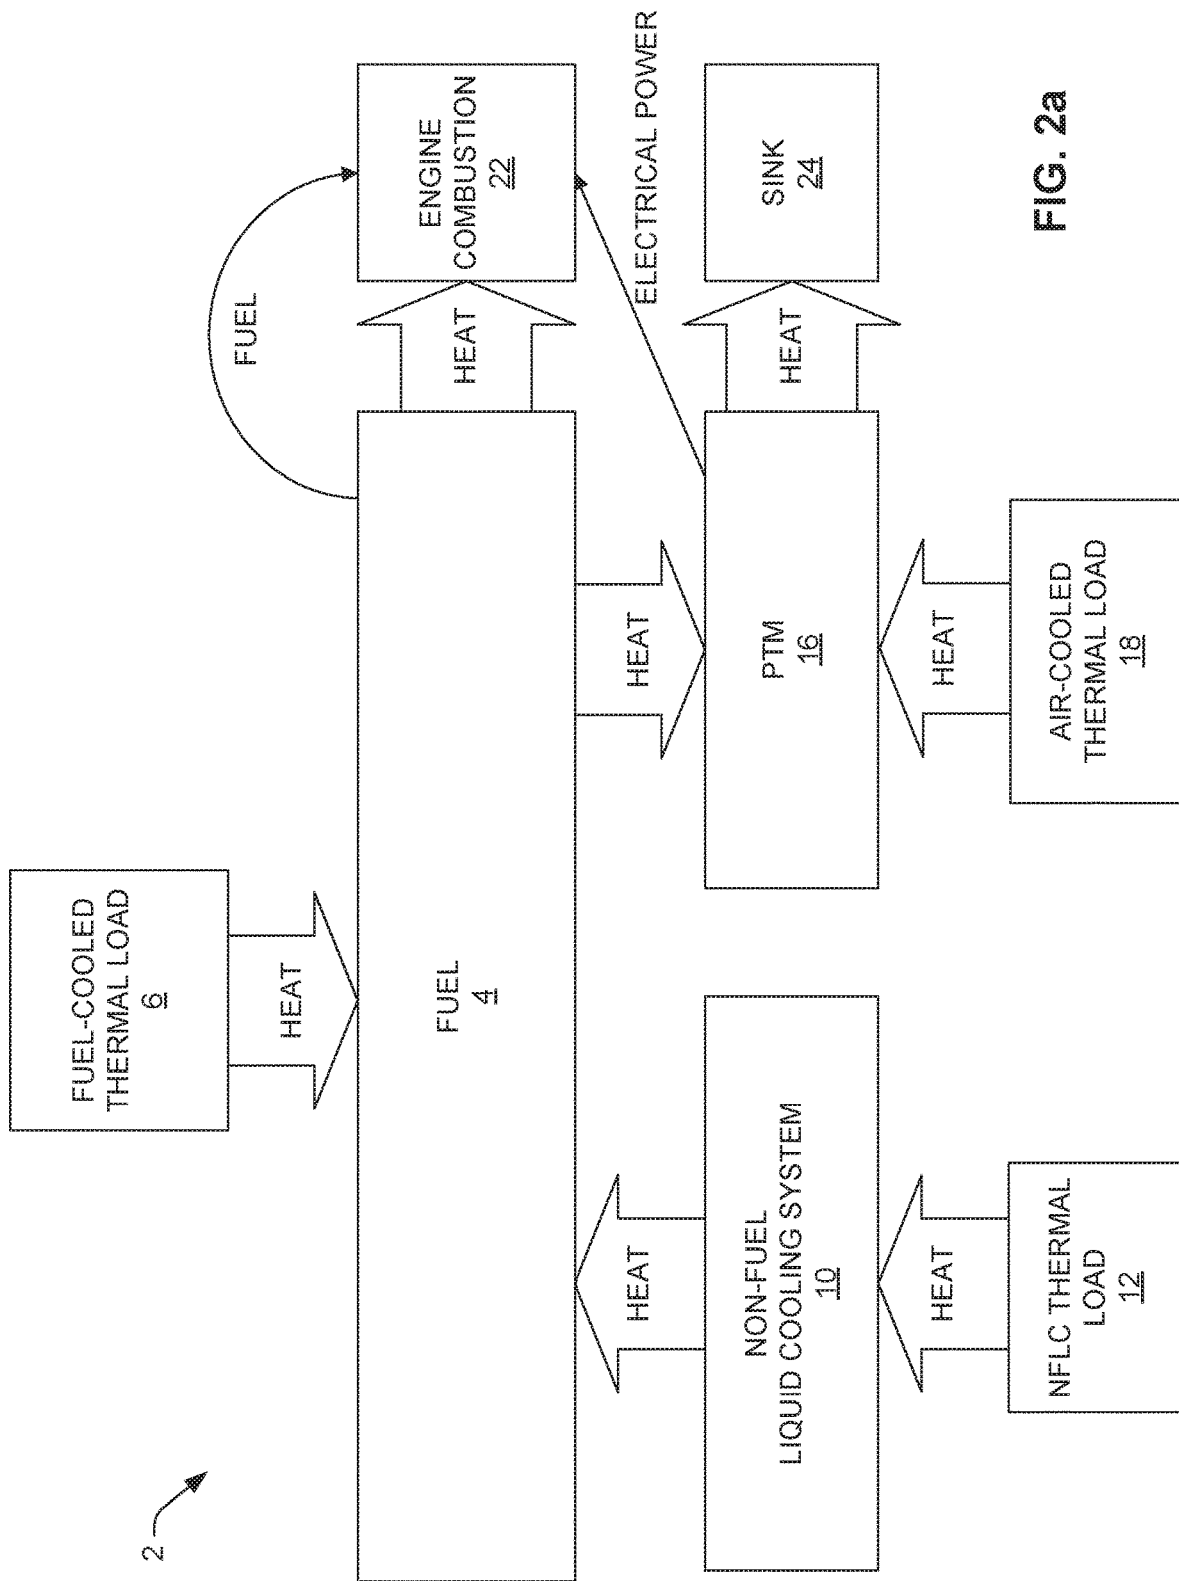 2
FUEL-COOLED
THERMAL LOAD
6
HEAT
FUEL
FUEL
4
HEAT
ENGINE
COMBUSTION
22
HEAT
HEAT
ELECTRICAL POWER
NON-FUEL
LIQUID COOLING SYSTEM
10
PTM
16
HEAT
SINK
24
HEAT
HEAT
NFLC THERMAL
LOAD
12
AIR-COOLED
THERMAL LOAD
18
FIG. 2a